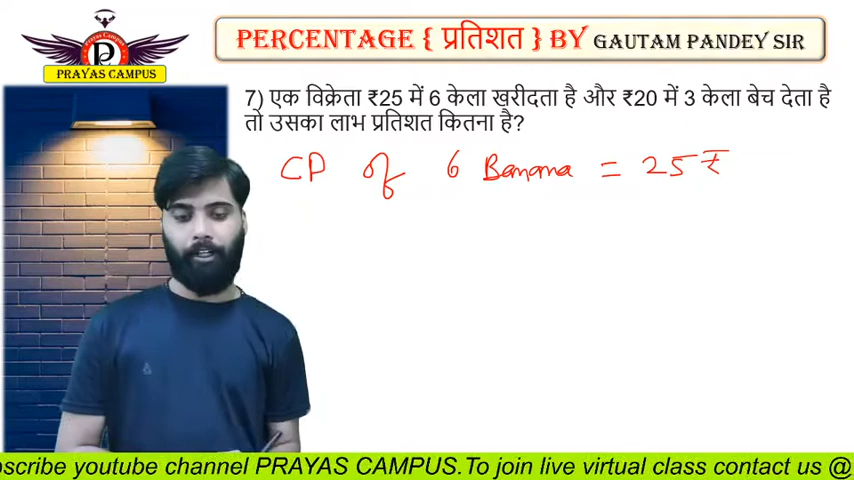 PRAYAS CAMPUS
PERCENTAGE { प्रतिशत } BY GAUTAM PANDEY SIR
7) एक विक्रेता ₹25 में 6 केला खरीदता है और ₹20 में 3 केला बेच देता है
तो उसका लाभ प्रतिशत कितना है?
CP of 6 Banana = 25 ₹
scribe youtube channel PRAYAS CAMPUS.To join live virtual class contact us @